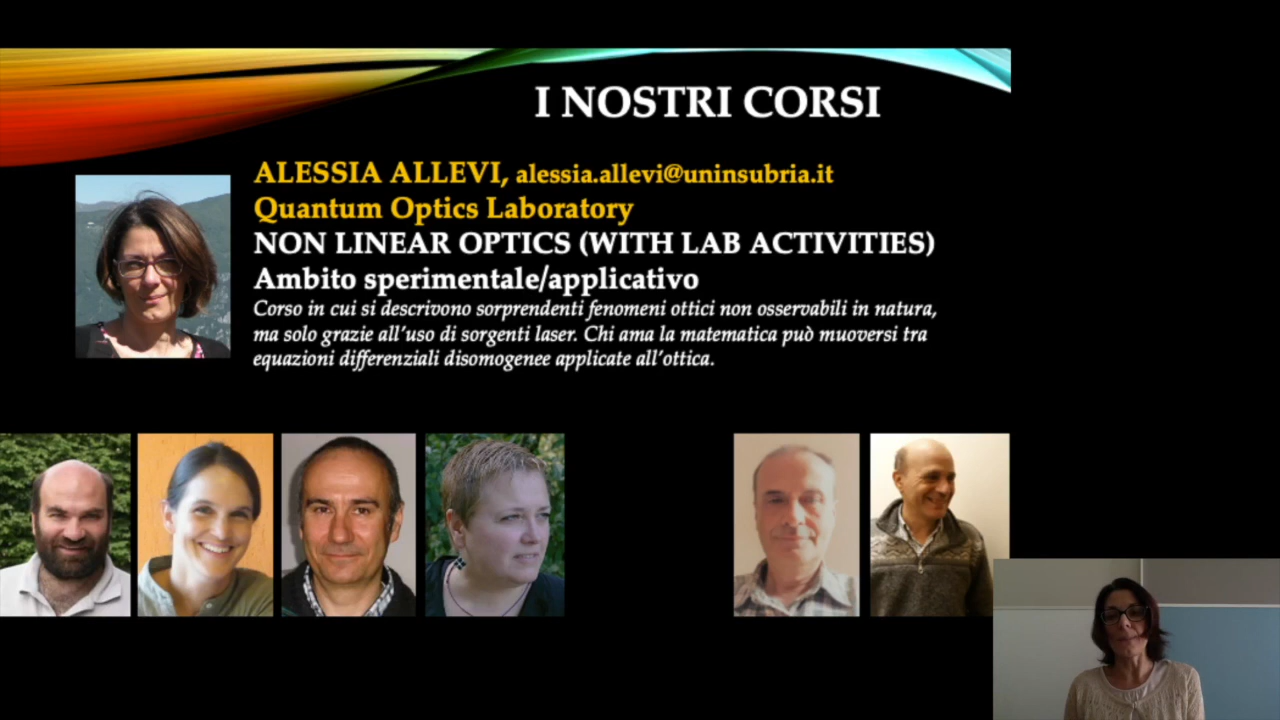 I NOSTRI CORSI
ALESSIA ALLEVI, alessia.allevi@uninsubria.it
Quantum Optics Laboratory
NON LINEAR OPTICS (WITH LAB ACTIVITIES)
Ambito sperimentale/applicativo
Corso in cui si descrivono sorprendenti fenomeni ottici non osservabili in natura,
ma solo grazie all'uso di sorgenti laser. Chi ama la matematica può muoversi tra
equazioni differenziali disomogenee applicate all'ottica.